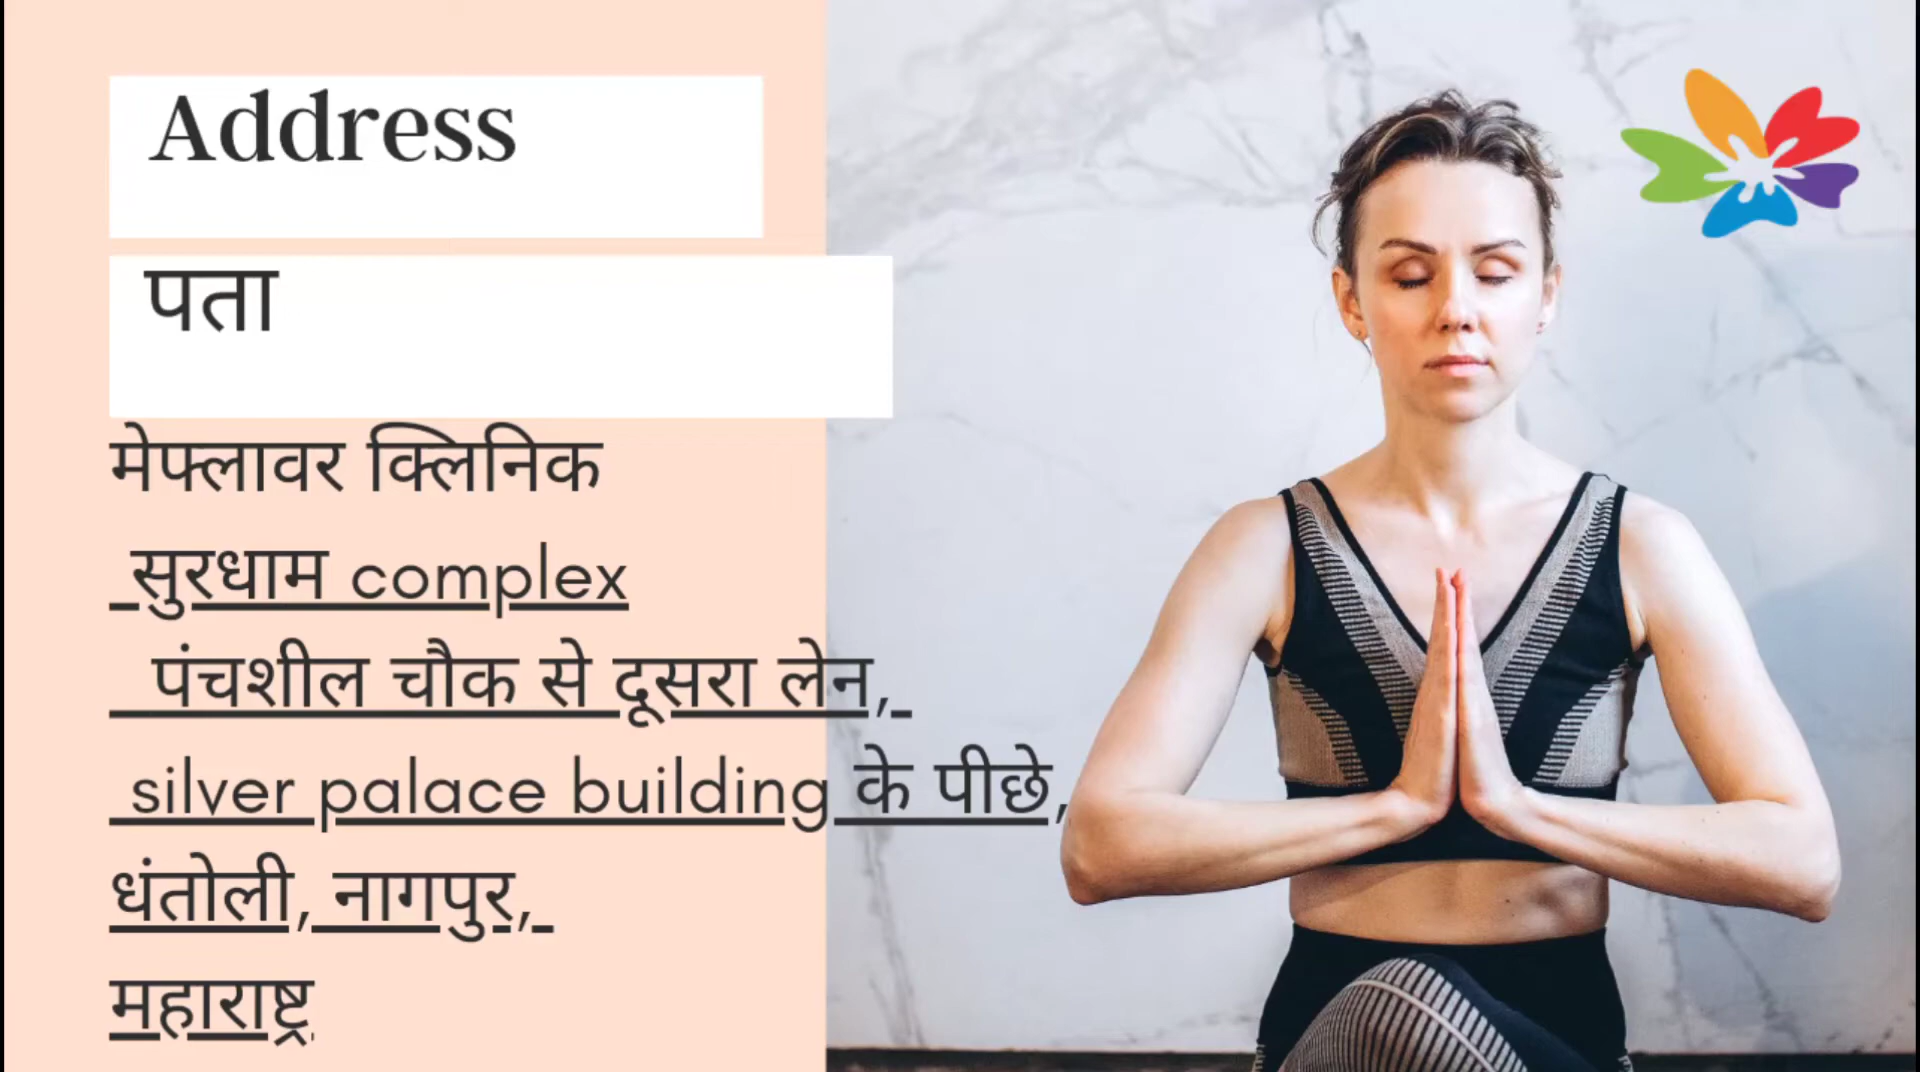 Address
पता
मेफ्लावर क्लिनिक
सुरधाम complex
पंचशील चौक से दूसरा लेन,
silver palace building के पीछे,
धंतोली, नागपुर,
महाराष्ट्र